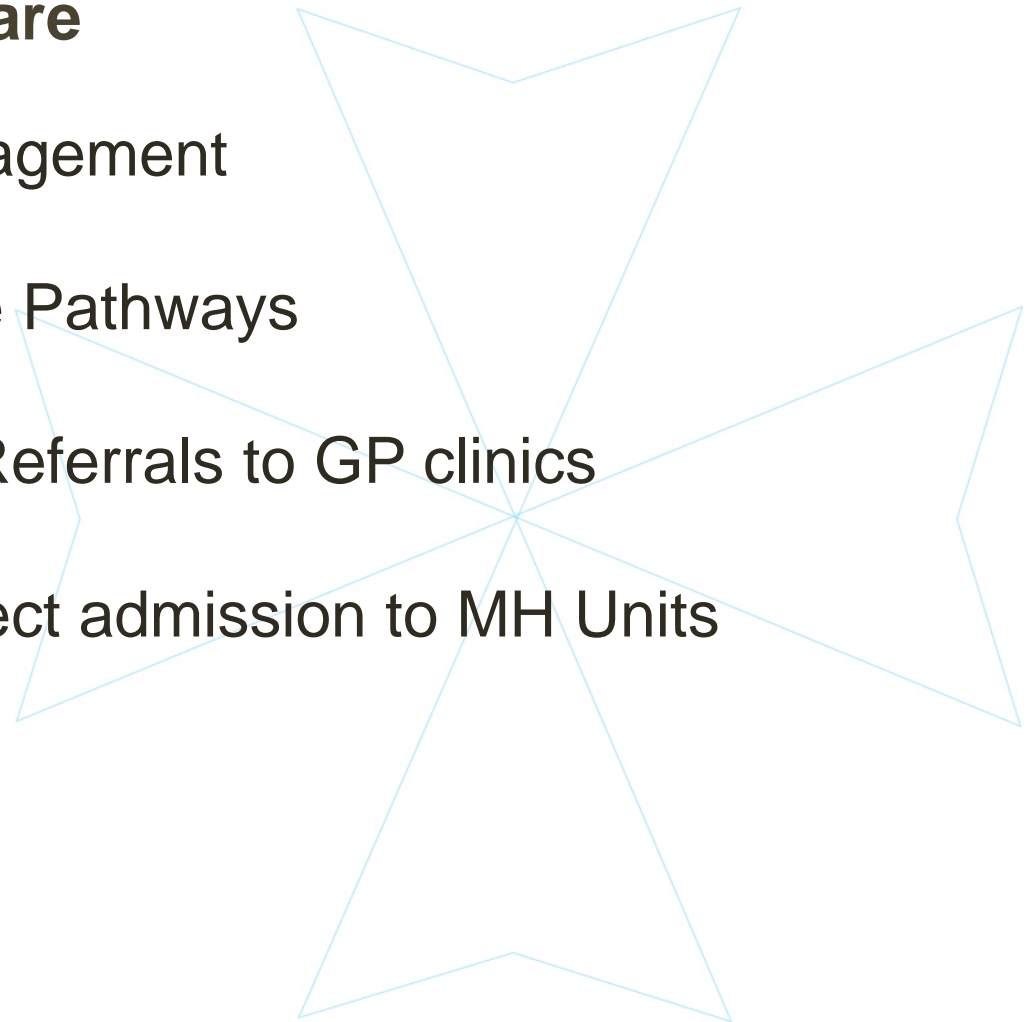 are
agement
e Pathways
Referrals to GP clinics
ect admission to MH Units